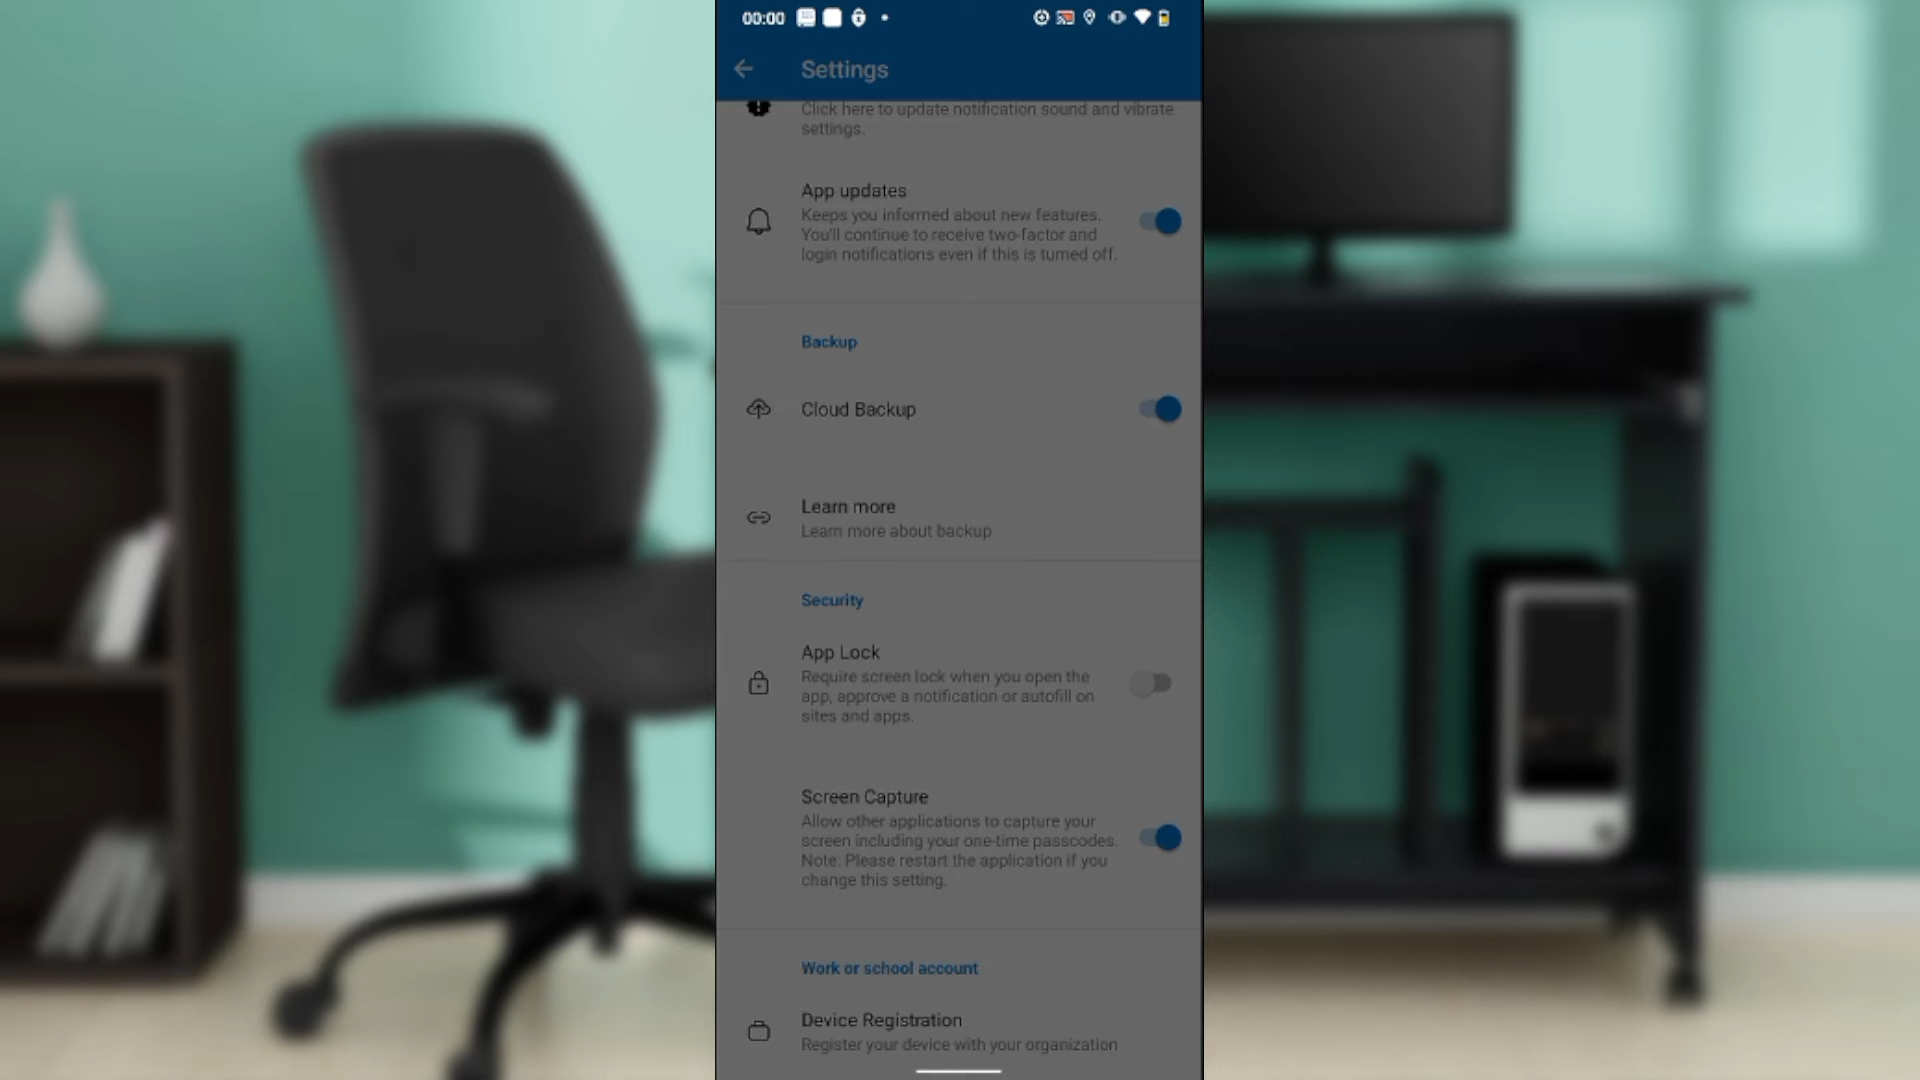 00:00
Settings
Click here to update notification sound and vibrate
settings.
App updates
Keeps you informed about new features.
You'll continue to receive two-factor and
login notifications even if this is turned off.
Backup
Cloud Backup
Learn more
Learn more about backup
Security
App Lock
Require screen lock when you open the
app, approve a notification or autofill on
sites and apps.
Screen Capture
Allow other applications to capture your
screen including your one-time passcodes.
Note: Please restart the application if you
change this setting.
Work or school account
Device Registration
Register your device with your organization